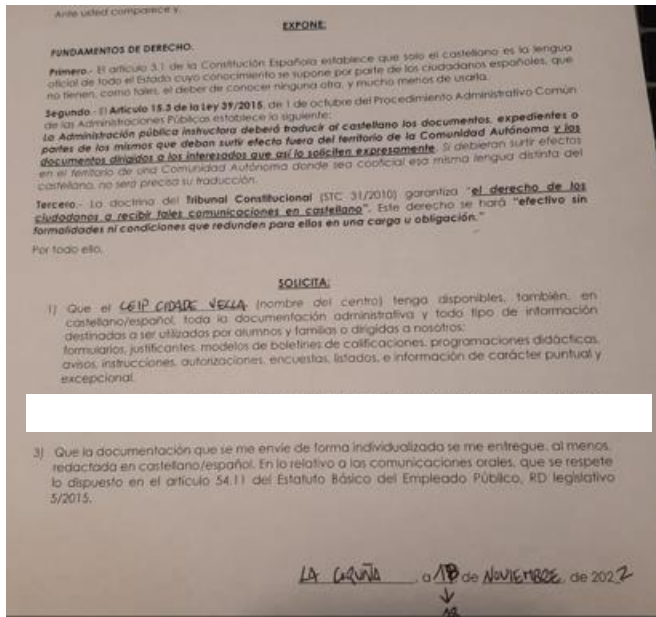 Ante usted comparece y,
EXPONE:
FUNDAMENTOS DE DERECHO:
Primero.- El artículo 3.1 de la Constitución Española establece que solo el castellano es la lengua
oficial de todo el Estado cuyo conocimiento se supone por parte de los ciudadanos españoles, que
no tienen, como tales, el deber de conocer ninguna otra, y mucho menos de usarla.
Segundo.- El Artículo 15.3 de la Ley 39/2015, de 1 de octubre del Procedimiento Administrativo Común
de las Administraciones Públicas establece lo siguiente:
La Administración pública instructora deberá traducir al castellano los documentos, expedientes o
partes de los mismos que deban surtir efecto fuera del territorio de la Comunidad Autónoma y los
documentos dirigidos a los interesados que así lo soliciten expresamente. Si debieran surtir efectos
en el territorio de una Comunidad Autónoma donde sea cooficial esa misma lengua distinta del
castellano, no será precisa su traducción.
Tercero.- La doctrina del Tribunal Constitucional (STC 31/2010) garantiza "el derecho de los
ciudadanos a recibir tales comunicaciones en castellano". Este derecho se hará "efectivo sin
formalidades ni condiciones que redunden para ellos en una carga u obligación."
Por todo ello,
SOLICITA:
1) Que el CEIP CIDADE VELLA (nombre del centro) tenga disponibles, también, en
castellano/español, toda la documentación administrativa y todo tipo de información
destinadas a ser utilizadas por alumnos y familias o dirigidas a nosotros:
formularios, justificantes, modelos de boletines de calificaciones, programaciones didácticas,
avisos, instrucciones, autorizaciones, encuestas, listados, e información de carácter puntual y
excepcional.
3) Que la documentación que se me envíe de forma individualizada se me entregue, al menos,
redactada en castellano/español. En lo relativo a las comunicaciones orales, que se respete
lo dispuesto en el artículo 54.11 del Estatuto Básico del Empleado Público, RD legislativo
5/2015.
LA CORUÑA, a 18 de NOVIEMBRE, de 2022